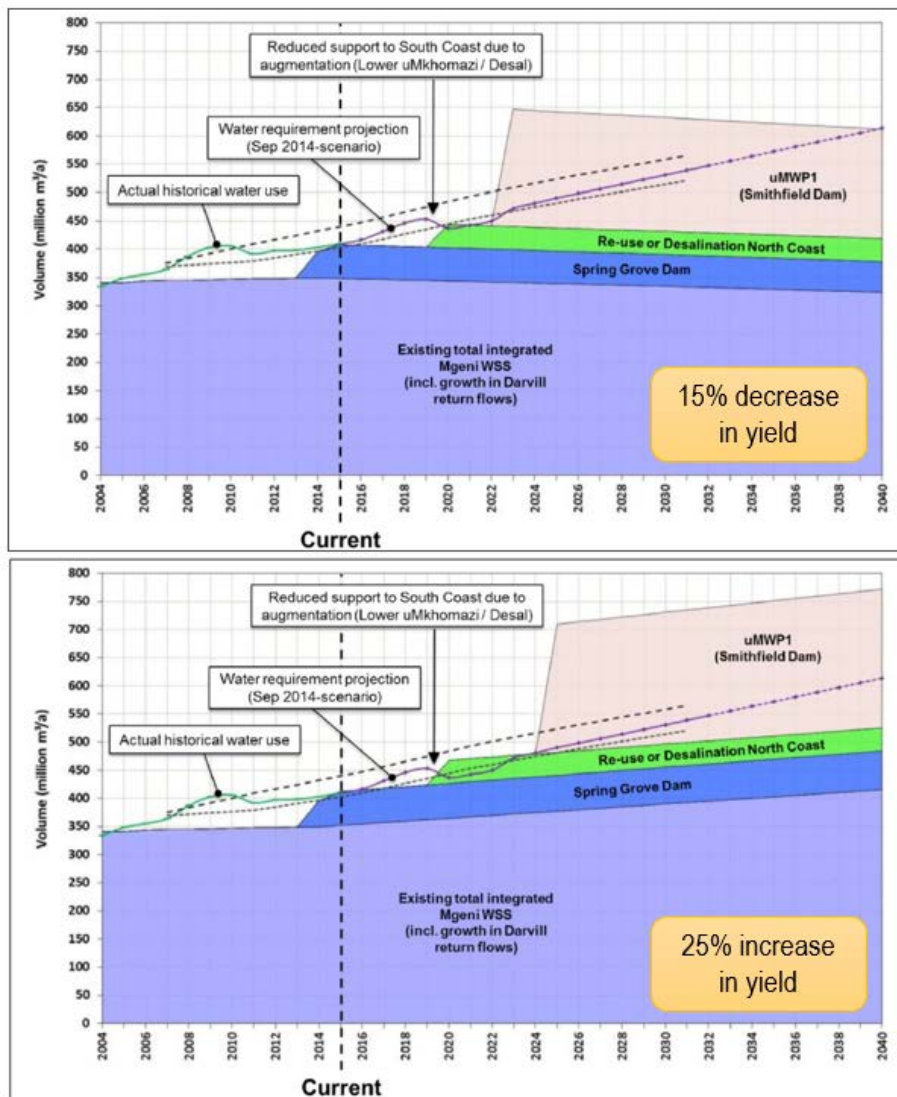 800
750
700
650
600
550
500
450
400
350
300
250
200
150
100
50
0
Volume (million m³/a)
Reduced support to South Coast due to
augmentation (Lower uMkhomazi / Desal)
Water requirement projection
(Sep 2014-scenario)
Actual historical water use
uMWP1
(Smithfield Dam)
Re-use or Desalination North Coast
Spring Grove Dam
Existing total integrated
Mgeni WSS
(incl. growth in Darvill
return flows)
15% decrease
in yield
2004
2006
2008
2010
2012
2014
2016
2018
2020
2022
2024
2026
2028
2030
2032
2034
2036
2038
2040
Current
800
750
700
650
600
550
500
450
400
350
300
250
200
150
100
50
0
Volume (million m³/a)
Reduced support to South Coast due to
augmentation (Lower uMkhomazi / Desal)
Water requirement projection
(Sep 2014-scenario)
Actual historical water use
uMWP1
(Smithfield Dam)
Re-use or Desalination North Coast
Spring Grove Dam
Existing total integrated
Mgeni WSS
(incl. growth in Darvill
return flows)
25% increase
in yield
2004
2006
2008
2010
2012
2014
2016
2018
2020
2022
2024
2026
2028
2030
2032
2034
2036
2038
2040
Current